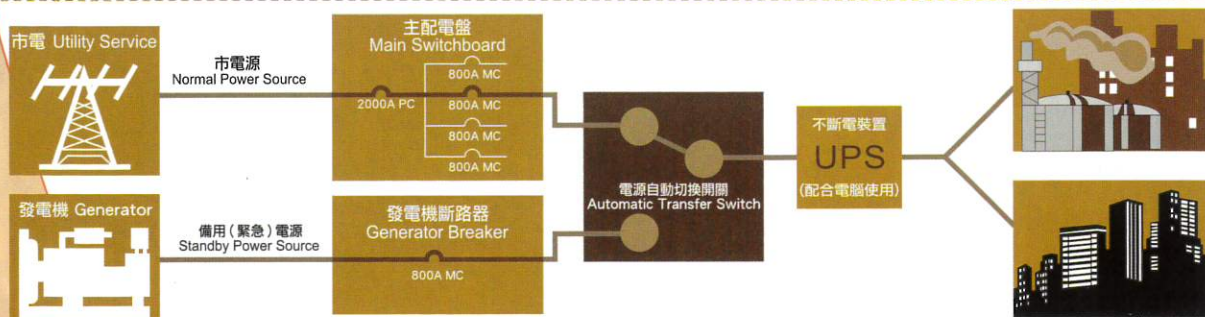 市電 Utility Service
市電源
Normal Power Source
主配電盤
Main Switchboard
800A MC
2000A PC
800A MC
800A MC
800A MC
電源自動切換開關
Automatic Transfer Switch
不斷電裝置
UPS
(配合電腦使用)
發電機 Generator
備用(緊急)電源
Standby Power Source
發電機斷路器
Generator Breaker
800A MC